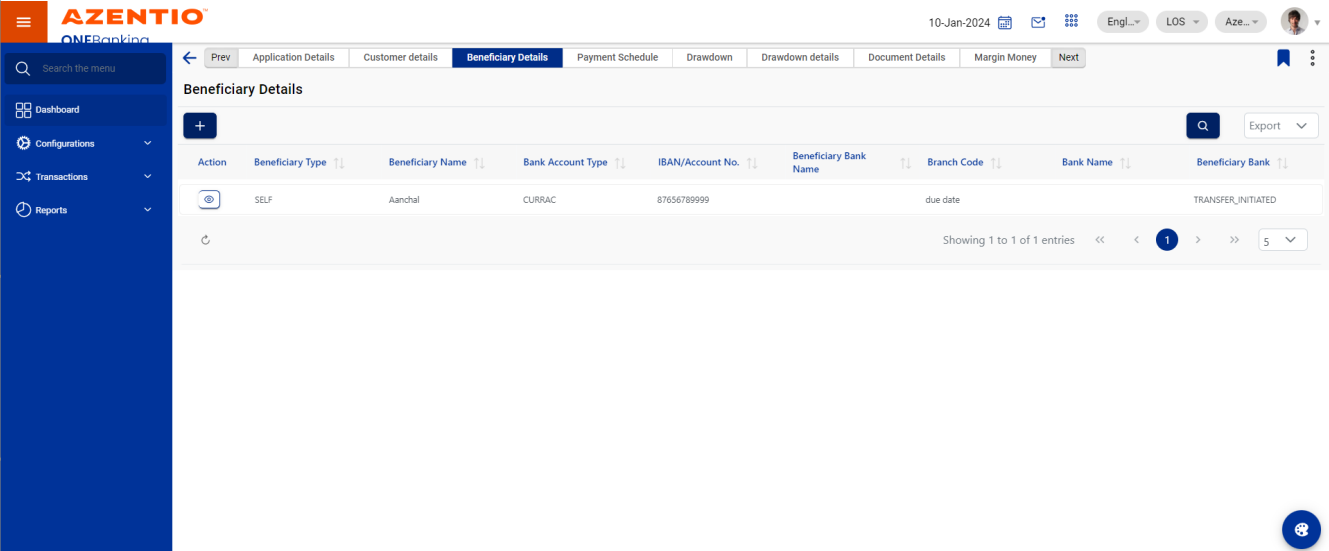 AZENTIO™
ONEBanking
10-Jan-2024
Engl...
LOS
Aze...
Search the menu
Dashboard
Configurations
Transactions
Reports
Prev
Application Details
Customer details
Beneficiary Details
Payment Schedule
Drawdown
Drawdown details
Document Details
Margin Money
Next
Beneficiary Details
+
Export
Action
Beneficiary Type
Beneficiary Name
Bank Account Type
IBAN/Account No.
Beneficiary Bank
Name
Branch Code
Bank Name
Beneficiary Bank
SELF
Aanchal
CURRAC
87656789999
due date
TRANSFER_INITIATED
Showing 1 to 1 of 1 entries
1
5